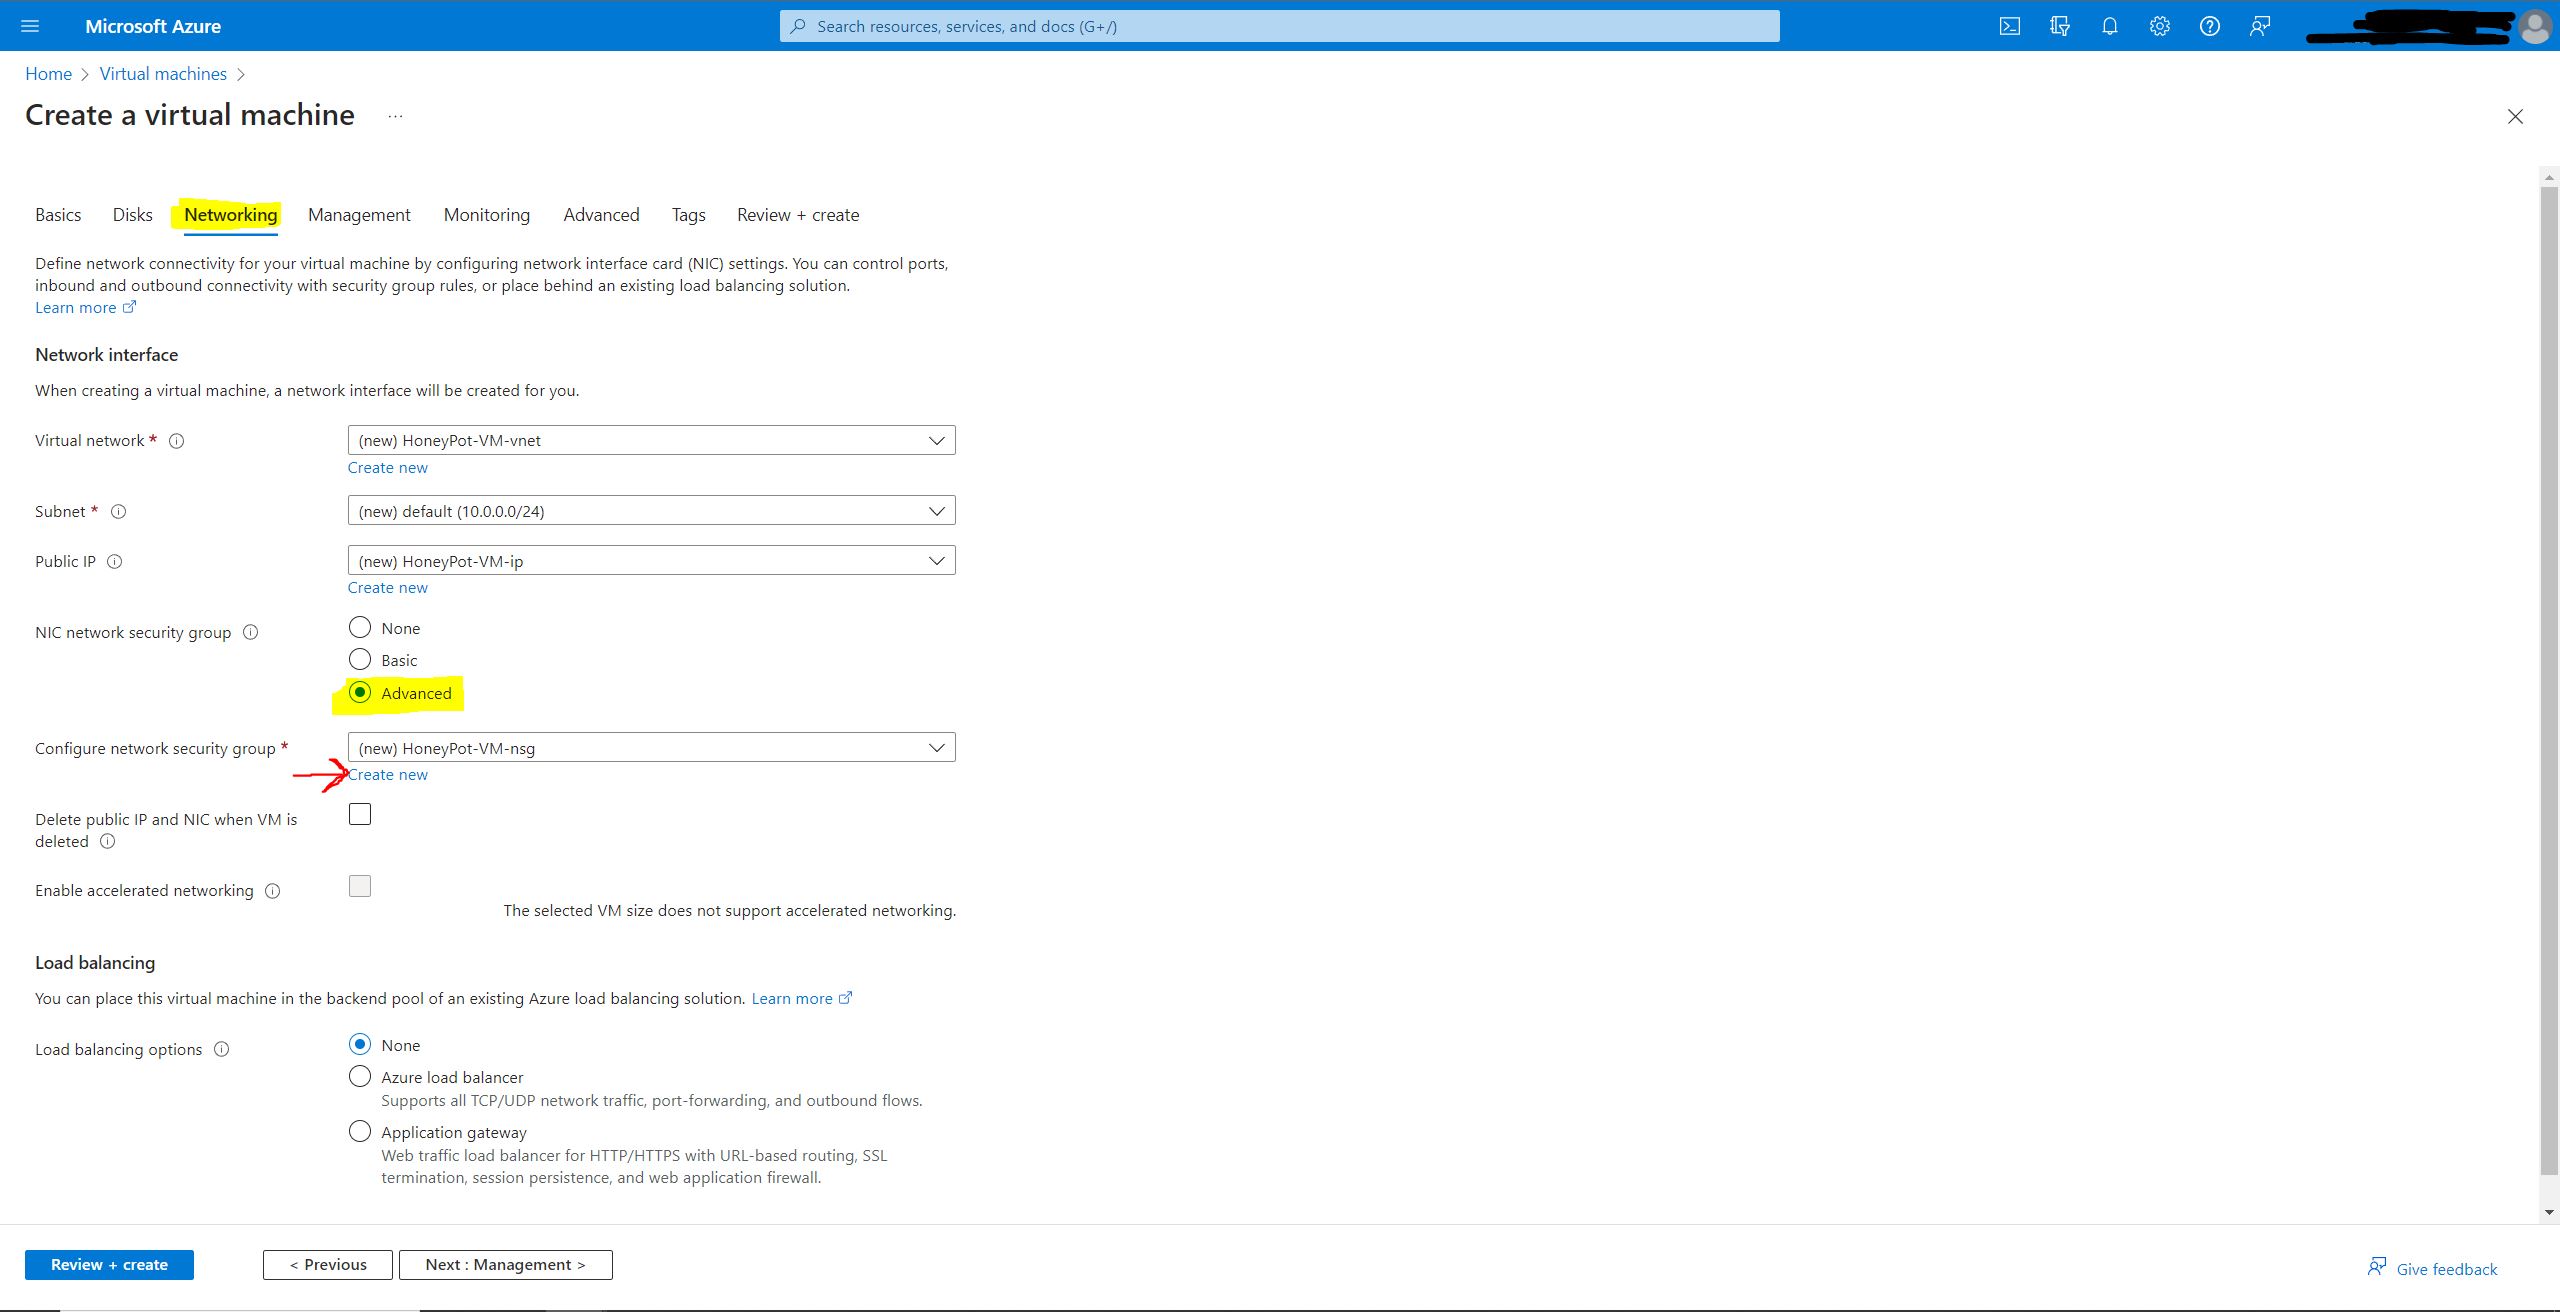 Microsoft Azure
Search resources, services, and docs (G+/)
Home > Virtual machines >
Create a virtual machine ...
Basics Disks Networking Management Monitoring Advanced Tags Review + create
Define network connectivity for your virtual machine by configuring network interface card (NIC) settings. You can control ports,
inbound and outbound connectivity with security group rules, or place behind an existing load balancing solution.
Learn more
Network interface
When creating a virtual machine, a network interface will be created for you.
Virtual network * (new) HoneyPot-VM-vnet
Create new
Subnet * (new) default (10.0.0.0/24)
Public IP (new) HoneyPot-VM-ip
Create new
NIC network security group None
Basic
Advanced
Configure network security group * (new) HoneyPot-VM-nsg
Create new
Delete public IP and NIC when VM is
deleted
Enable accelerated networking
The selected VM size does not support accelerated networking.
Load balancing
You can place this virtual machine in the backend pool of an existing Azure load balancing solution. Learn more
Load balancing options None
Azure load balancer
Supports all TCP/UDP network traffic, port-forwarding, and outbound flows.
Application gateway
Web traffic load balancer for HTTP/HTTPS with URL-based routing, SSL
termination, session persistence, and web application firewall.
Review + create < Previous Next : Management > Give feedback